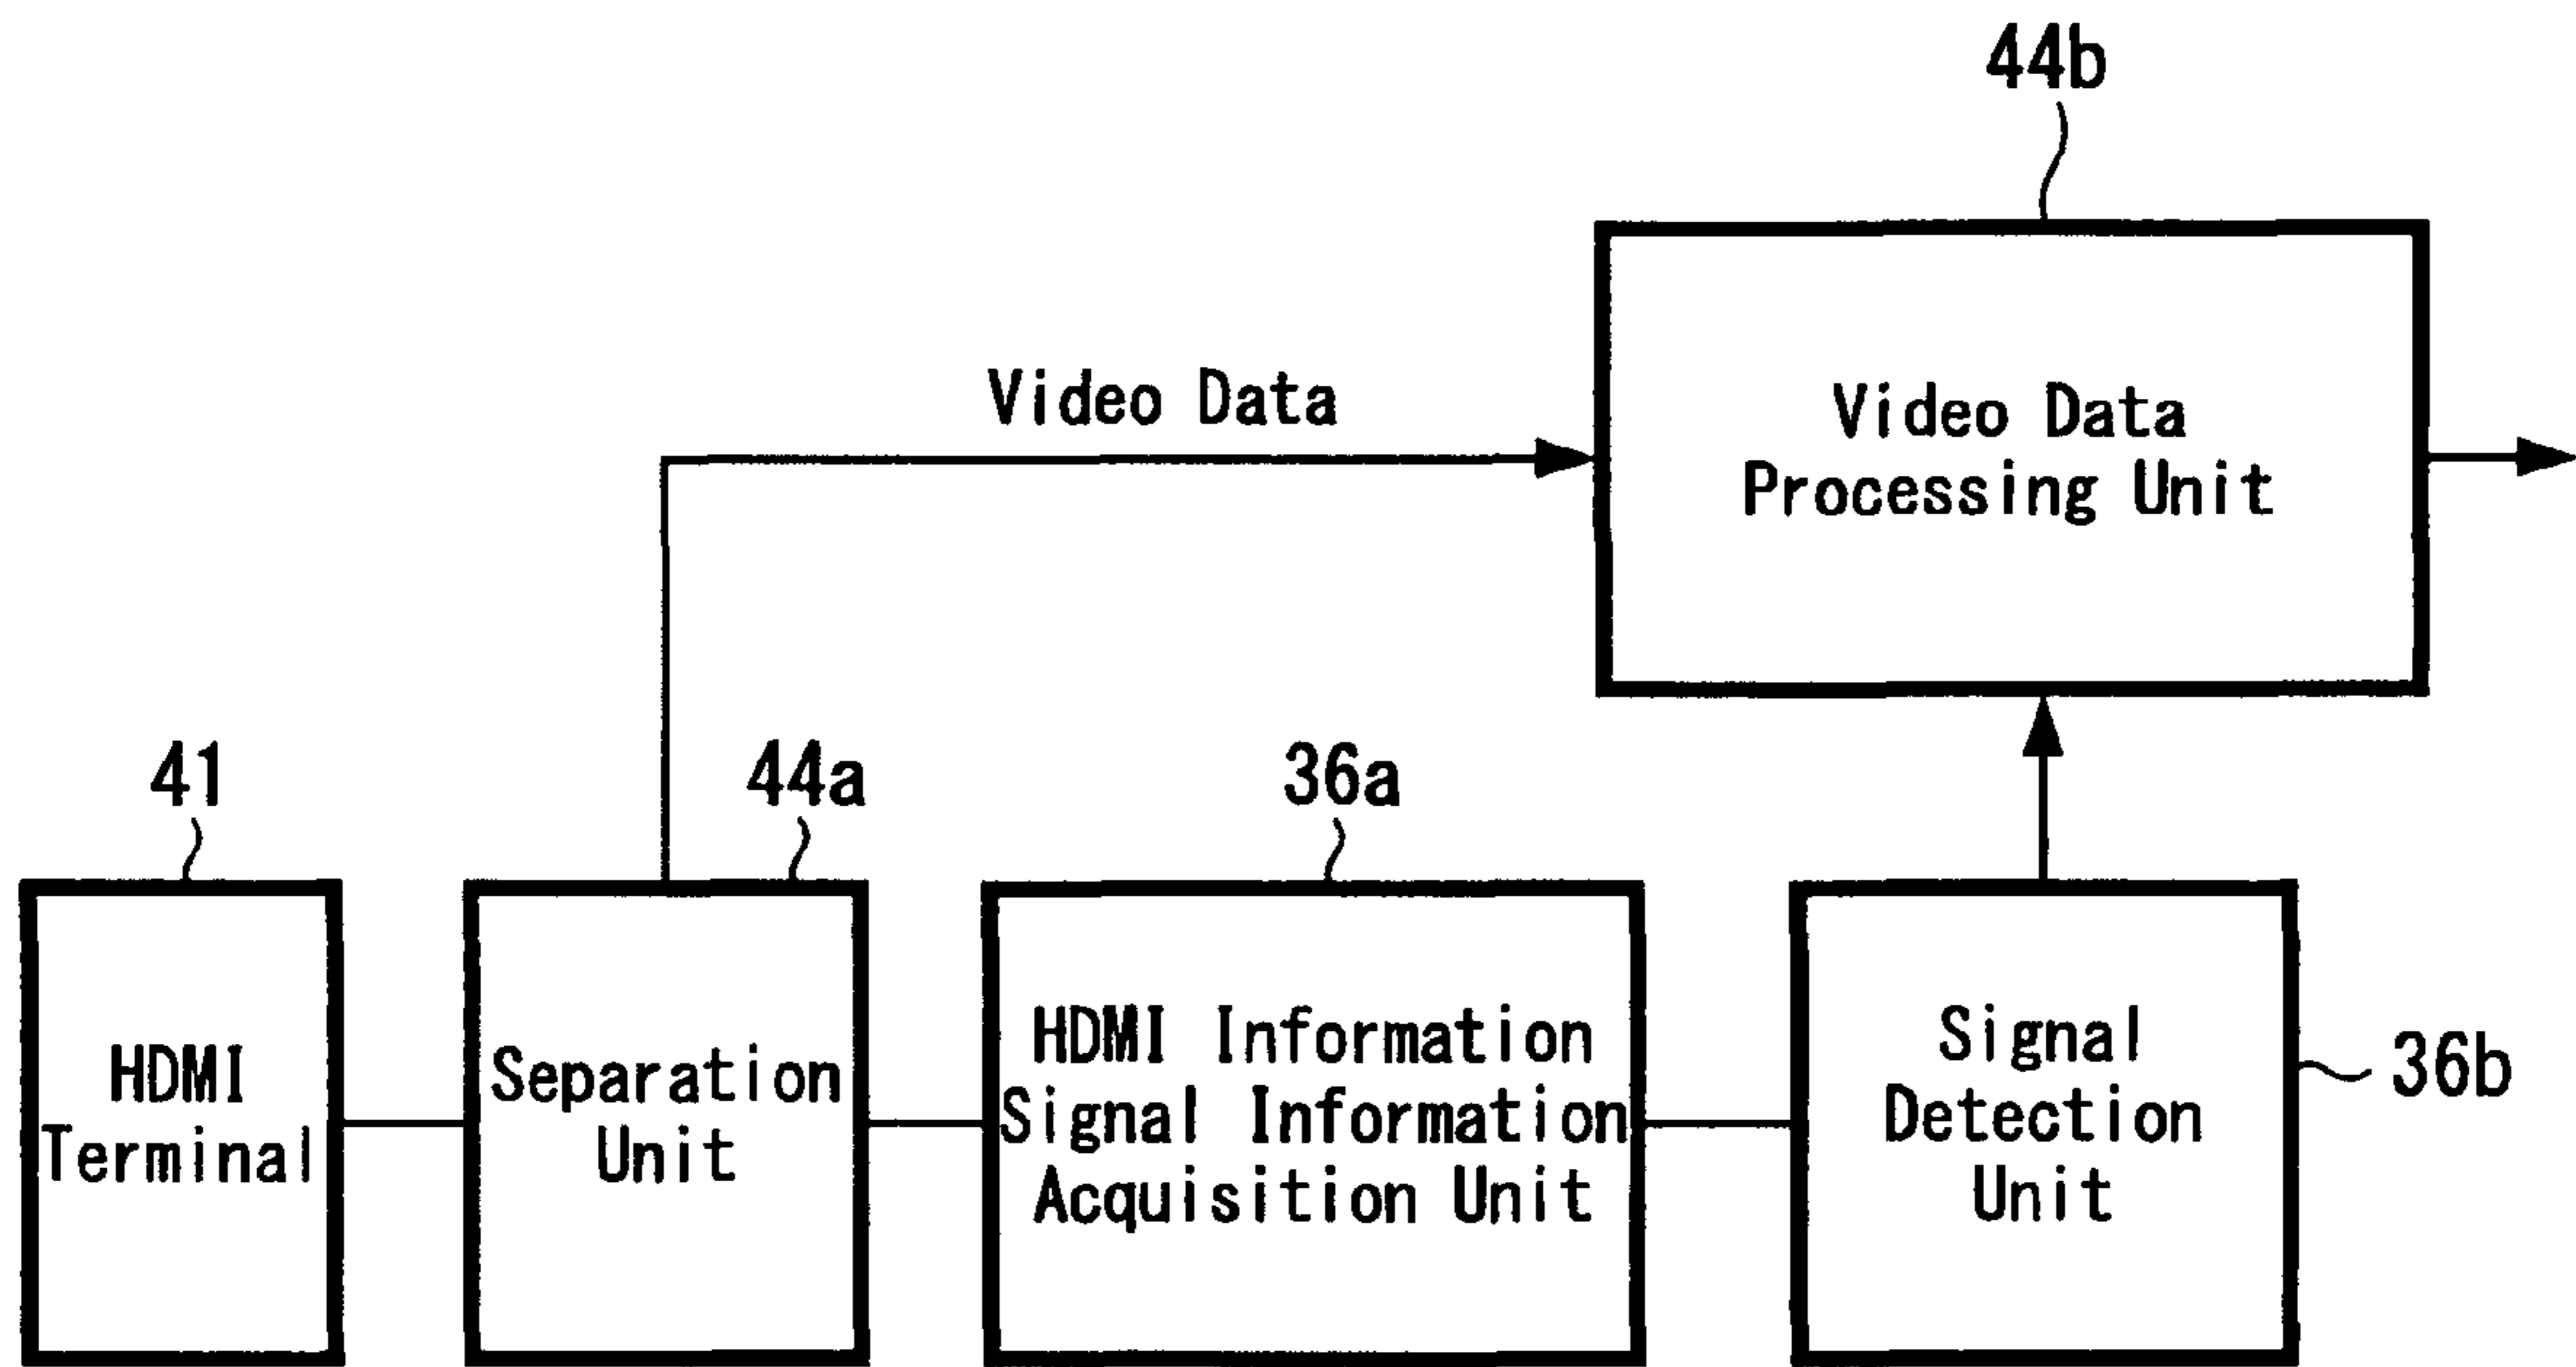 44b
Video Data
Video Data
Processing Unit
41
44a
36a
HDMI
Terminal
Separation
Unit
HDMI Information
Signal Information
Acquisition Unit
Signal
Detection
Unit
36b